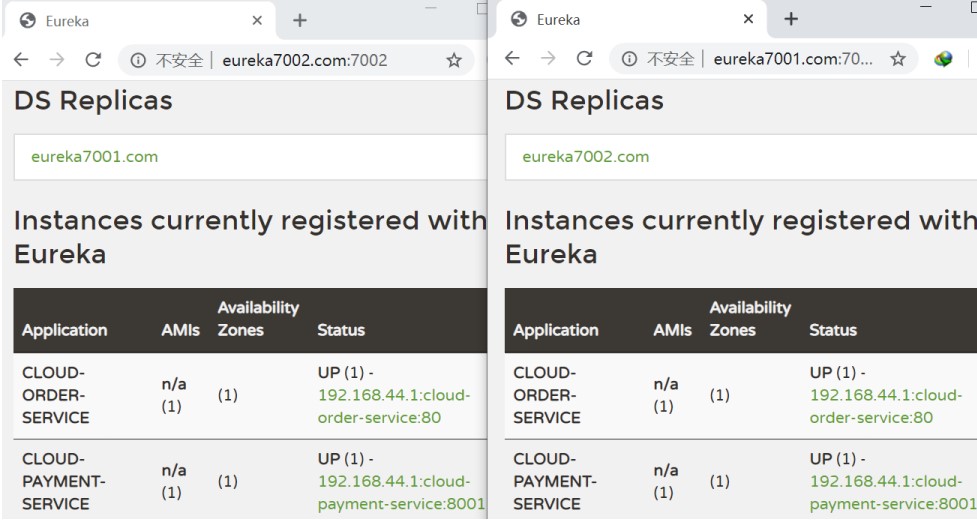 Eureka
不安全 | eureka7002.com:7002
DS Replicas
eureka7001.com
Instances currently registered with
Eureka
Application AMIs Availability Zones Status
CLOUD-
ORDER-
SERVICE
n/a
(1)
(1)
UP (1) -
192.168.44.1:cloud-
order-service:80
CLOUD-
PAYMENT-
SERVICE
n/a
(1)
(1)
UP (1) -
192.168.44.1:cloud-
payment-service:8001
Eureka
不安全 | eureka7001.com:70...
DS Replicas
eureka7002.com
Instances currently registered with
Eureka
Application AMIs Availability Zones Status
CLOUD-
ORDER-
SERVICE
n/a
(1)
(1)
UP (1) -
192.168.44.1:cloud-
order-service:80
CLOUD-
PAYMENT-
SERVICE
n/a
(1)
(1)
UP (1) -
192.168.44.1:cloud-
payment-service:8001